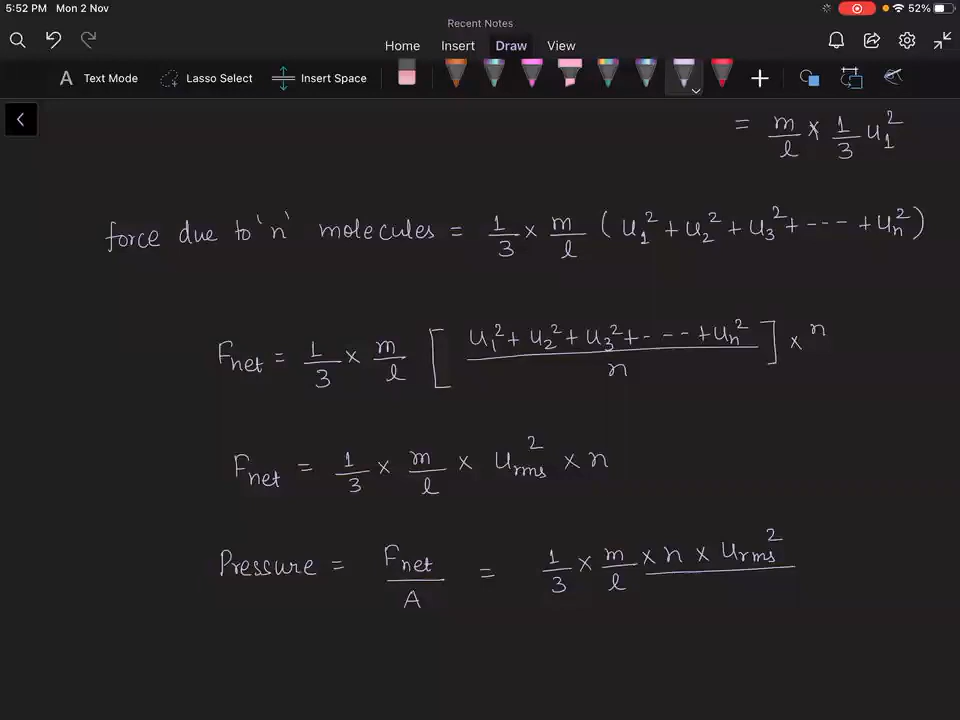 5:52 PM Mon 2 Nov 52%
Recent Notes
Home Insert Draw View
A Text Mode Lasso Select Insert Space
= m/l × 1/3 u₁²
force due to 'n' molecules = 1/3 × m/l (u₁² + u₂² + u₃² + ---- + uₙ²)
Fnet = 1/3 × m/l [ (u₁² + u₂² + u₃² + ---- + uₙ²)/n ] × n
Fnet = 1/3 × m/l × urms² × n
Pressure = Fnet/A = 1/3 × m/l × n × urms²